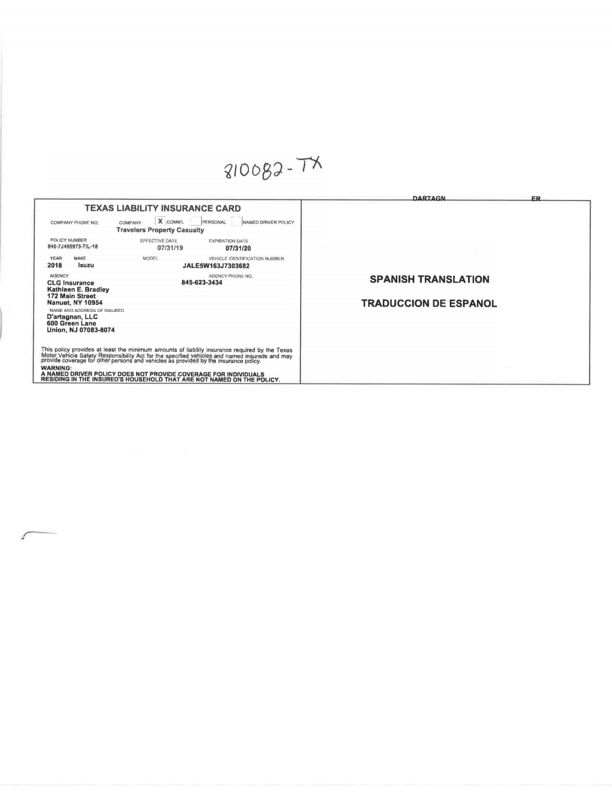 810082-TX
DARTAGN ER
TEXAS LIABILITY INSURANCE CARD
COMPANY PHONE NO. COMPANY X COMM'L PERSONAL NAMED DRIVER POLICY
Travelers Property Casualty
POLICY NUMBER EFFECTIVE DATE EXPIRATION DATE
840-7J465973-TIL-18 07/31/19 07/31/20
YEAR MAKE MODEL VEHICLE IDENTIFICATION NUMBER
2018 Isuzu JALE5W163J7303682
AGENCY AGENCY PHONE NO.
CLG Insurance 845-623-3434
Kathleen E. Bradley
172 Main Street
Nanuet, NY 10954
NAME AND ADDRESS OF INSURED
D'artagnan, LLC
600 Green Lane
Union, NJ 07083-8074
This policy provides at least the minimum amounts of liability insurance required by the Texas
Motor Vehicle Safety Responsibility Act for the specified vehicles and named insureds and may
provide coverage for other persons and vehicles as provided by the insurance policy.
WARNING:
A NAMED DRIVER POLICY DOES NOT PROVIDE COVERAGE FOR INDIVIDUALS
RESIDING IN THE INSURED'S HOUSEHOLD THAT ARE NOT NAMED ON THE POLICY.
SPANISH TRANSLATION
TRADUCCION DE ESPANOL